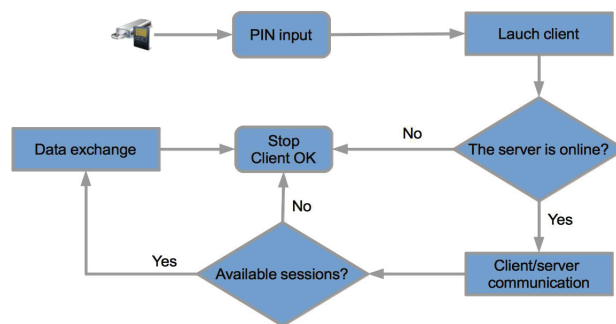 PIN input
Lauch client
No
Data exchange
Stop
Client OK
The server is online?
No
Yes
Yes
Available sessions?
Client/server
communication